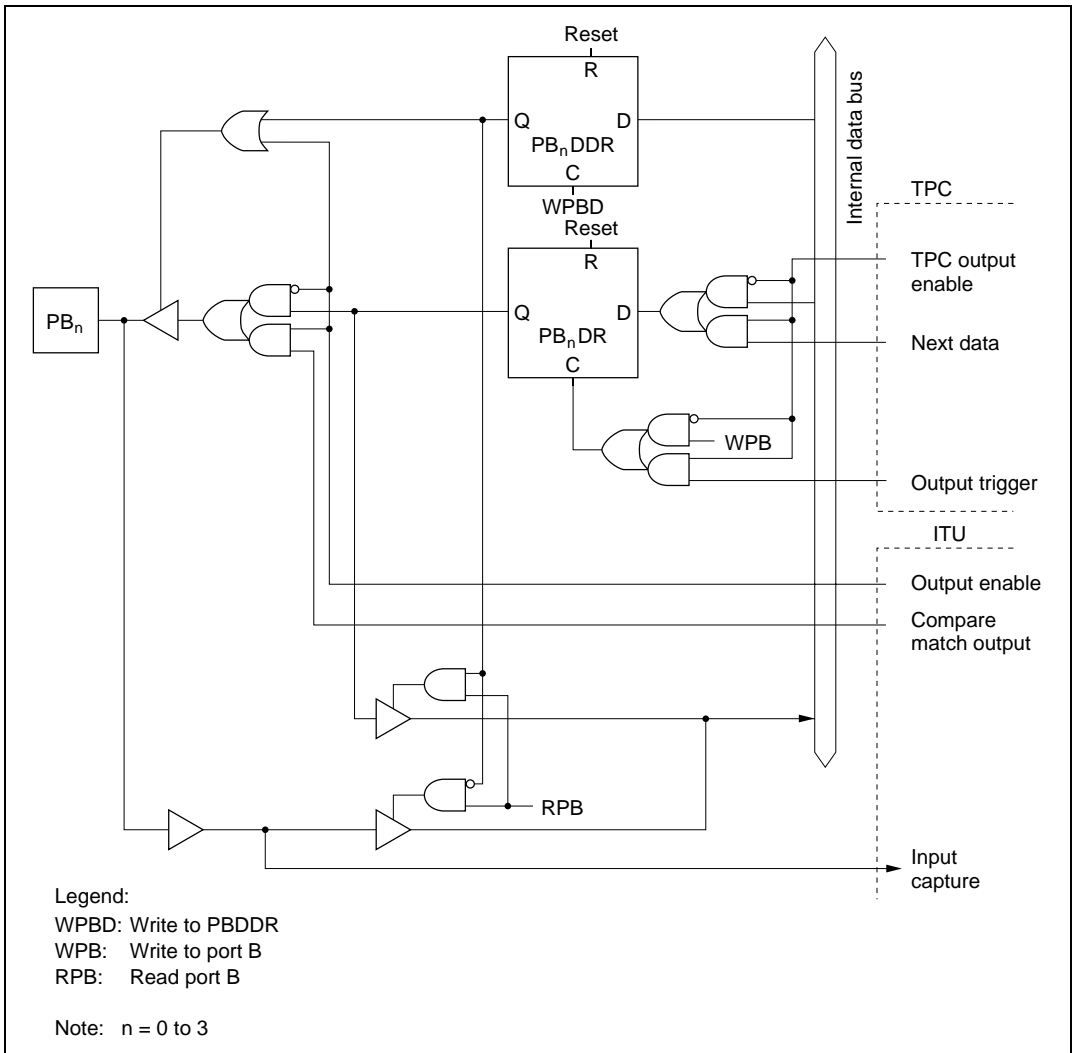 Reset
R
Q
D
PBnDDR
C
WPBD
Reset
R
Q
D
PBnDR
C
PBn
Internal data bus
TPC
TPC output
enable
Next data
WPB
Output trigger
ITU
Output enable
Compare
match output
RPB
Input
capture
Legend:
WPBD: Write to PBDDR
WPB: Write to port B
RPB: Read port B
Note: n = 0 to 3